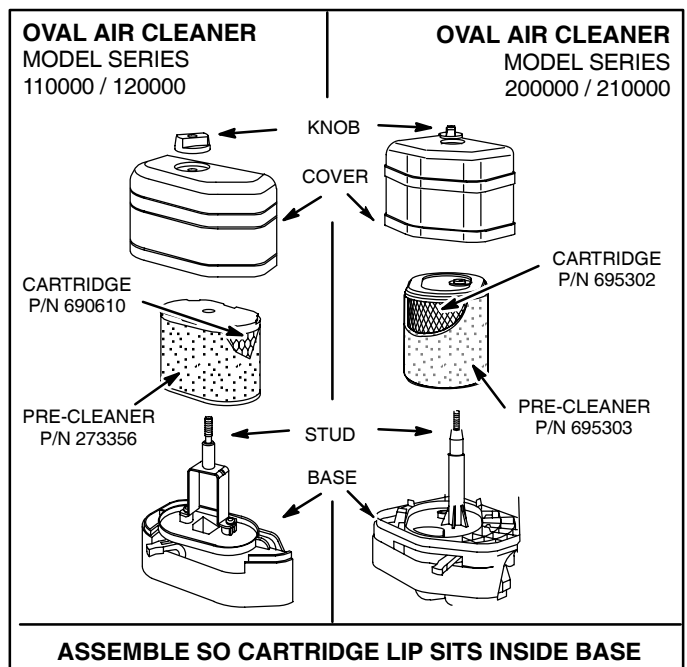 OVAL AIR CLEANER
MODEL SERIES
110000 / 120000
OVAL AIR CLEANER
MODEL SERIES
200000 / 210000
KNOB
COVER
CARTRIDGE
P/N 690610
CARTRIDGE
P/N 695302
PRE-CLEANER
P/N 273356
PRE-CLEANER
P/N 695303
STUD
BASE
ASSEMBLE SO CARTRIDGE LIP SITS INSIDE BASE